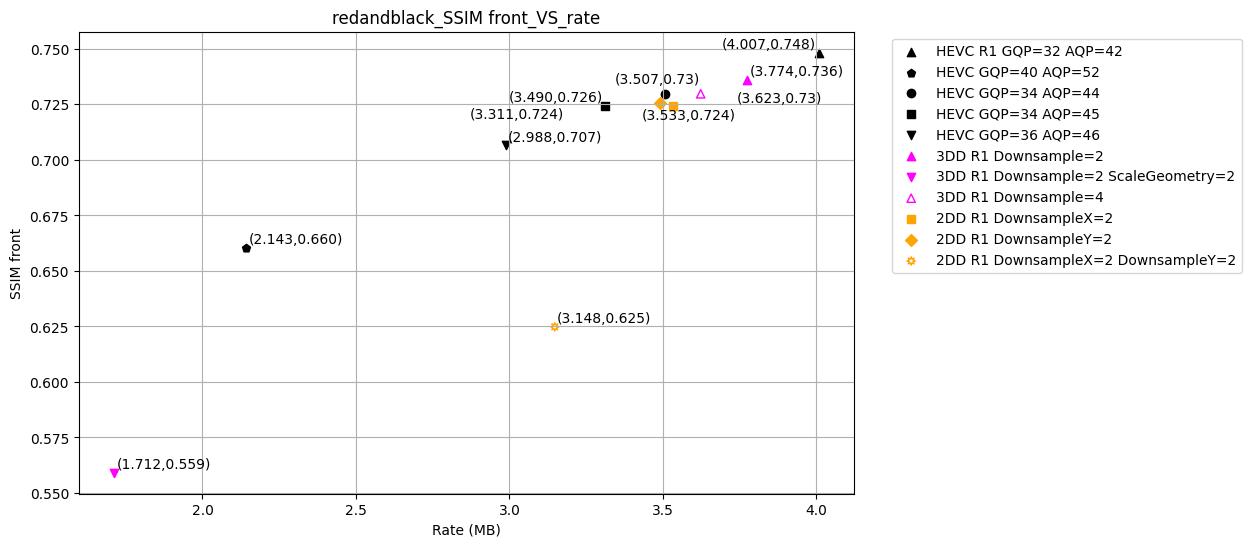 redandblack_SSIM front_VS_rate
SSIM front
0.750
0.725
0.700
0.675
0.650
0.625
0.600
0.575
0.550
(4.007,0.748)
(3.774,0.736)
(3.507,0.73)
(3.623,0.73)
(3.490,0.726)
(3.311,0.724)
(3.533,0.724)
(2.988,0.707)
(2.143,0.660)
(3.148,0.625)
(1.712,0.559)
2.0 2.5 3.0 3.5 4.0
Rate (MB)
HEVC R1 GQP=32 AQP=42
HEVC GQP=40 AQP=52
HEVC GQP=34 AQP=44
HEVC GQP=34 AQP=45
HEVC GQP=36 AQP=46
3DD R1 Downsample=2
3DD R1 Downsample=2 ScaleGeometry=2
3DD R1 Downsample=4
2DD R1 DownsampleX=2
2DD R1 DownsampleY=2
2DD R1 DownsampleX=2 DownsampleY=2